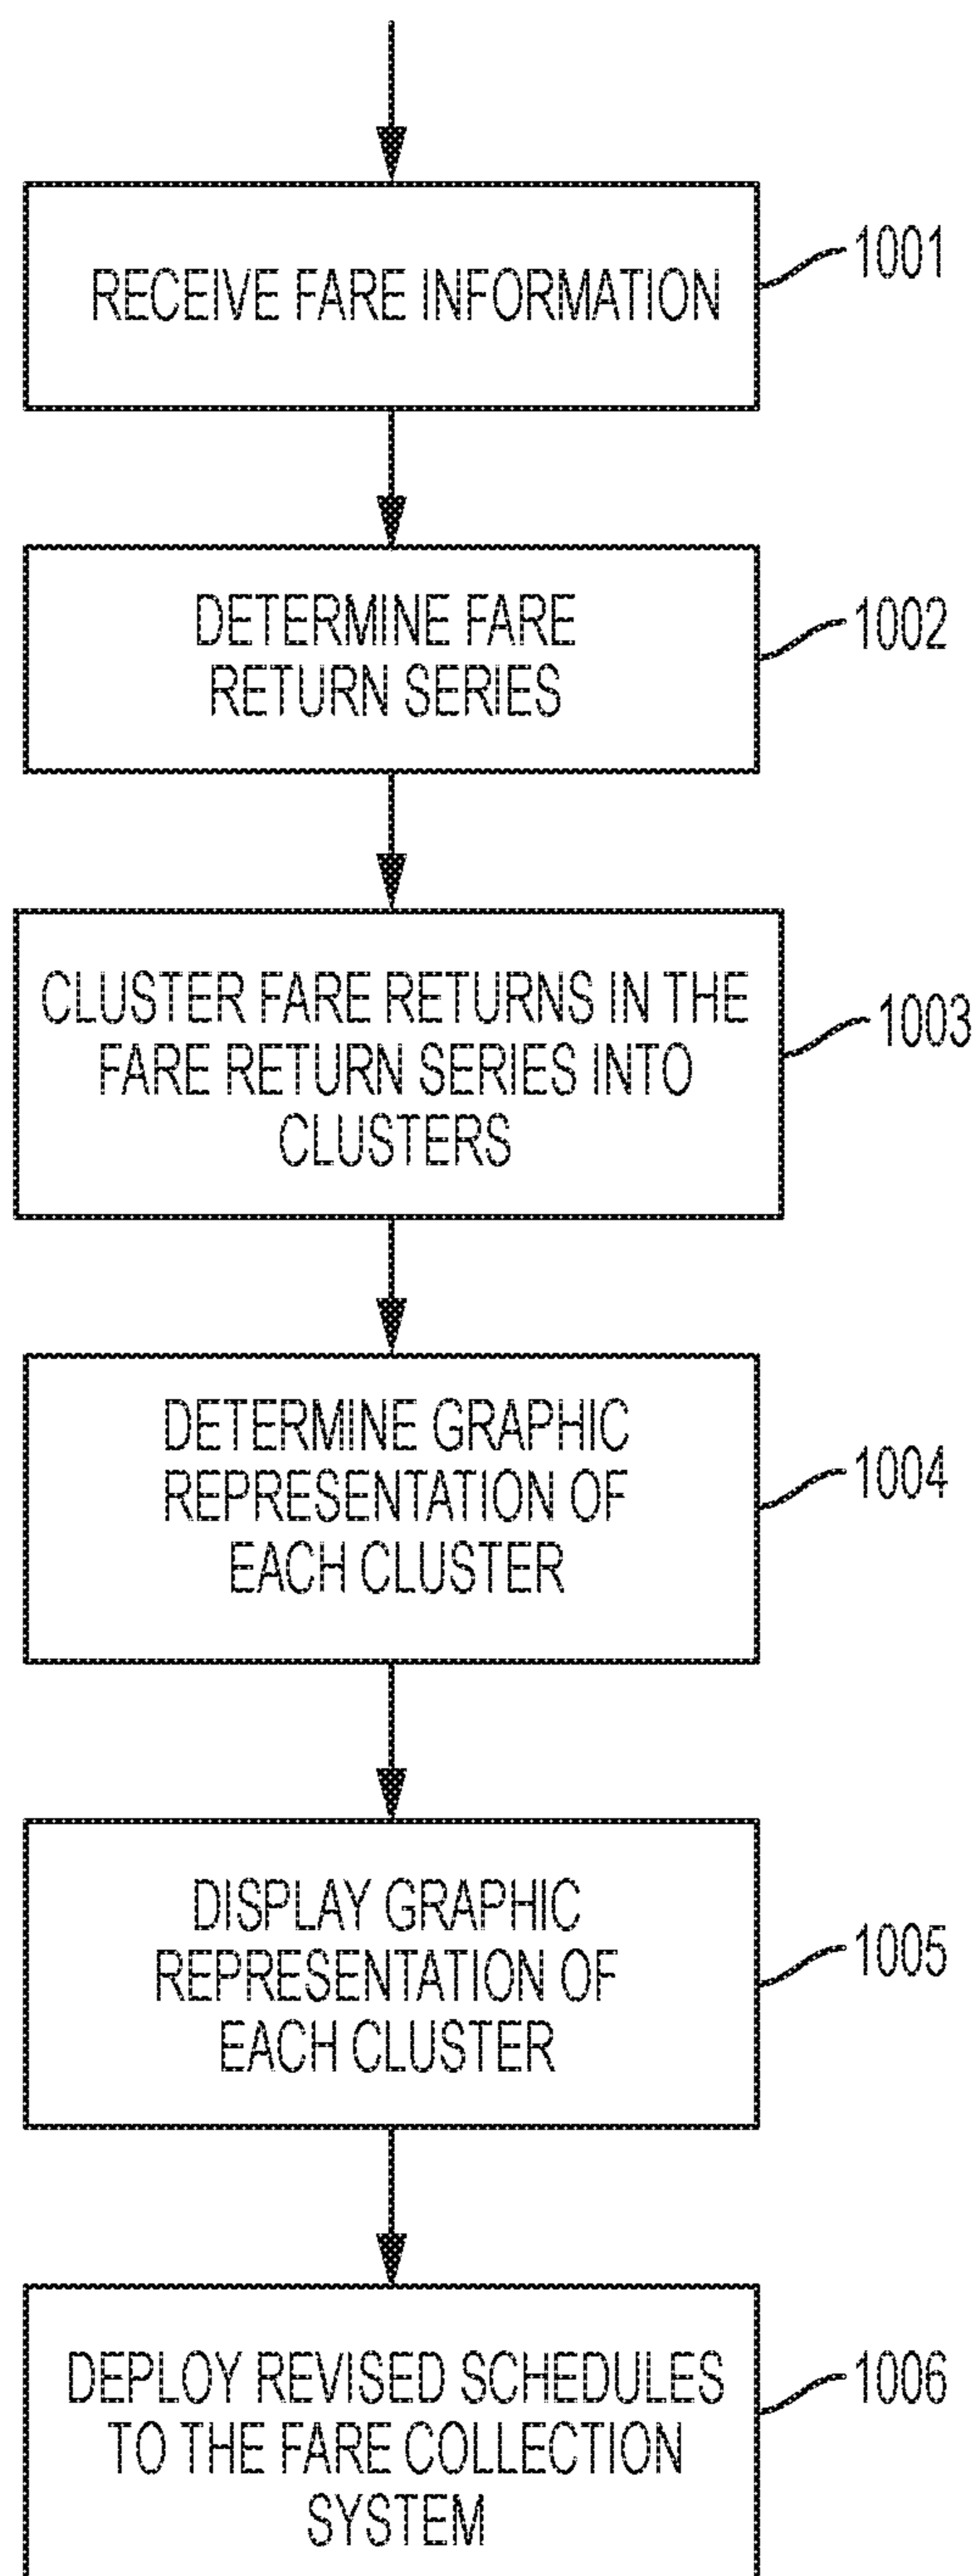 RECEIVE FARE INFORMATION
1001
DETERMINE FARE
RETURN SERIES
1002
CLUSTER FARE RETURNS IN THE
FARE RETURN SERIES INTO
CLUSTERS
1003
DETERMINE GRAPHIC
REPRESENTATION OF
EACH CLUSTER
1004
DISPLAY GRAPHIC
REPRESENTATION OF
EACH CLUSTER
1005
DEPLOY REVISED SCHEDULES
TO THE FARE COLLECTION
SYSTEM
1006